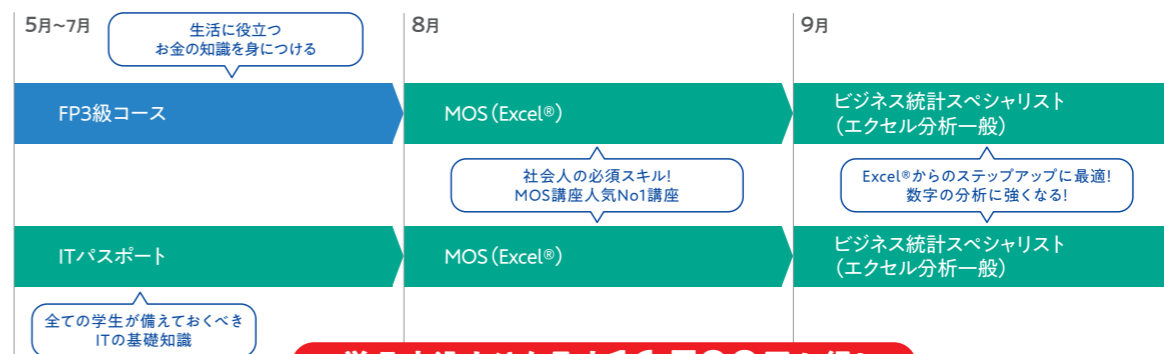 5月~7月
8月
9月
生活に役立つ
お金の知識を身につける
FP3級コース
MOS(Excel®)
ビジネス統計スペシャリスト
(エクセル分析一般)
社会人の必須スキル!
MOS講座人気No1講座
Excel®からのステップアップに最適!
数字の分析に強くなる!
ITパスポート
MOS(Excel®)
ビジネス統計スペシャリスト
(エクセル分析一般)
全ての学生が備えておくべき
ITの基礎知識